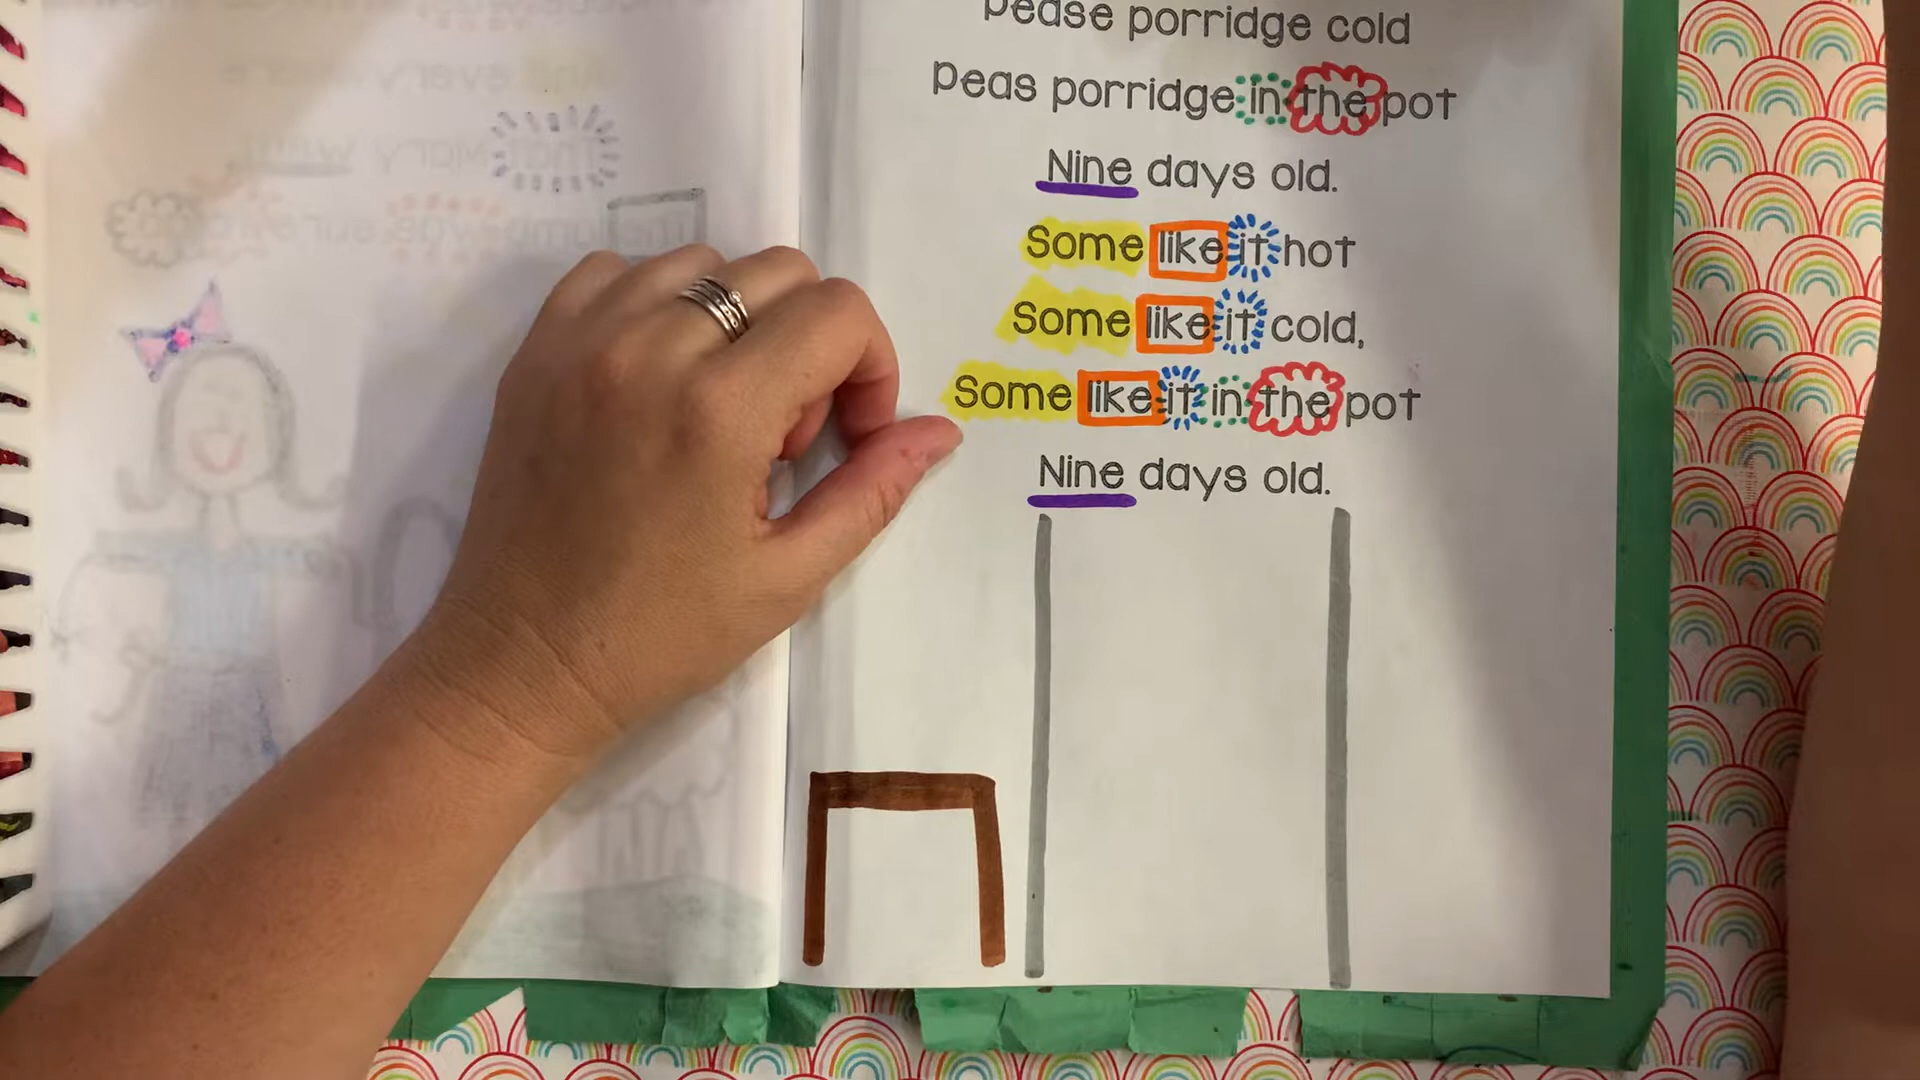 pease porridge cold
peas porridge in the pot
Nine days old.
Some like it hot
Some like it cold,
Some like it in the pot
Nine days old.